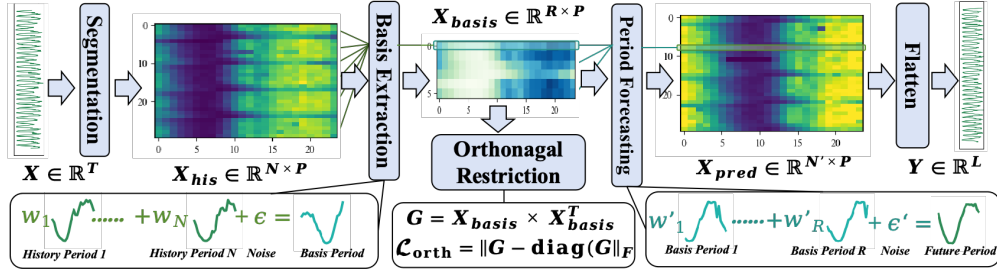 Segmentation
0
10
20
0 5 10 15 20
Basis Extraction
X_basis ∈ ℝ^{R × P}
0
5
0 5 10 15 20
Period Forecasting
0
10
20
0 5 10 15 20
Flatten
X ∈ ℝ^T
X_his ∈ ℝ^{N × P}
Orthonagal
Restriction
X_pred ∈ ℝ^{N′ × P}
Y ∈ ℝ^L
w_1 ...... + w_N + ϵ =
History Period 1 History Period N Noise Basis Period
G = X_basis × X_basis^T
ℒ_orth = ‖G − diag(G‖_F
w′_1 ...... + w′_R + ϵ‘ =
Basis Period 1 Basis Period R Noise Future Period